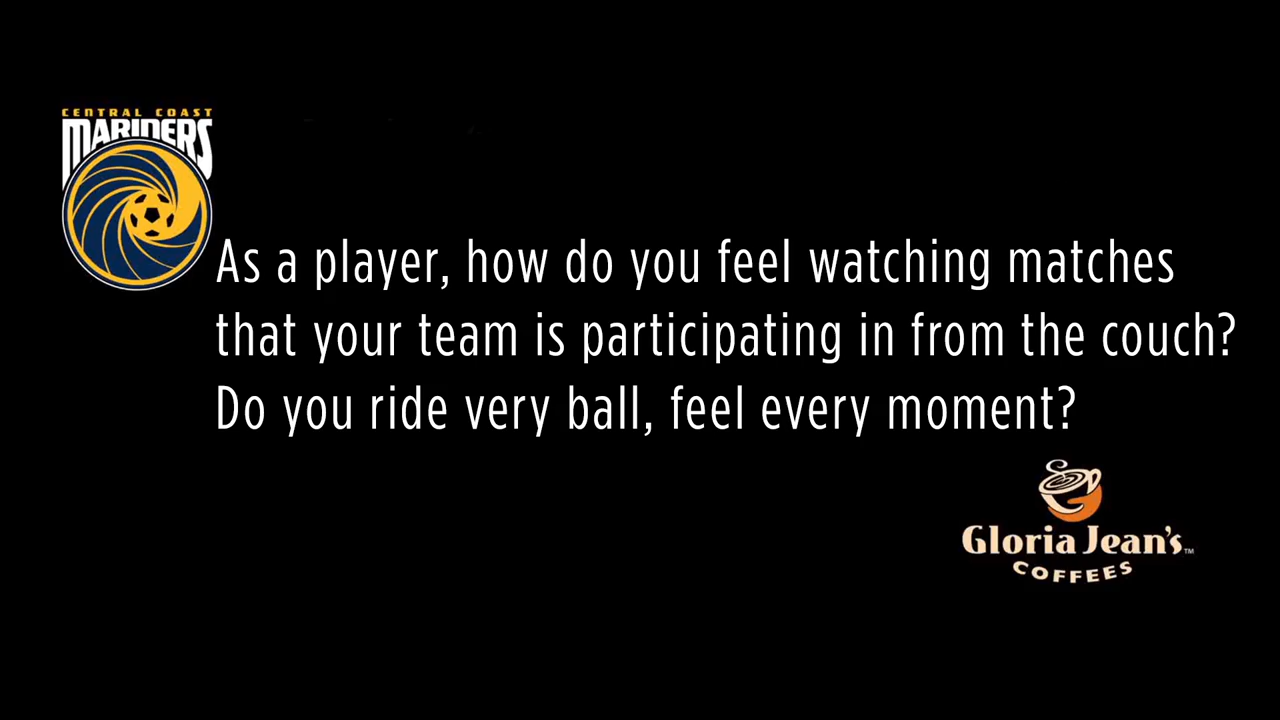 CENTRAL COAST
MARINERS
As a player, how do you feel watching matches
that your team is participating in from the couch?
Do you ride very ball, feel every moment?
Gloria Jean's™
COFFEES